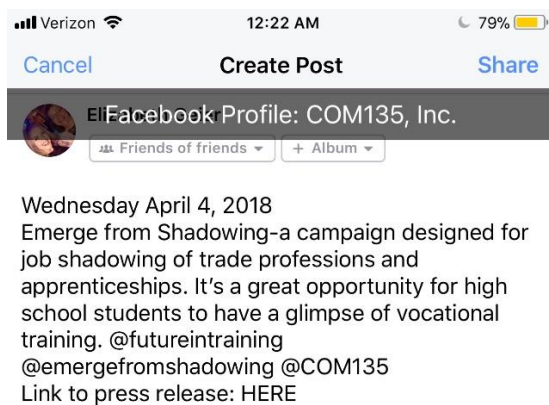 Verizon 12:22 AM 79%
Cancel Create Post Share
Facebook Profile: COM135, Inc.
Friends of friends + Album
Wednesday April 4, 2018
Emerge from Shadowing-a campaign designed for
job shadowing of trade professions and
apprenticeships. It's a great opportunity for high
school students to have a glimpse of vocational
training. @futureintraining
@emergefromshadowing @COM135
Link to press release: HERE